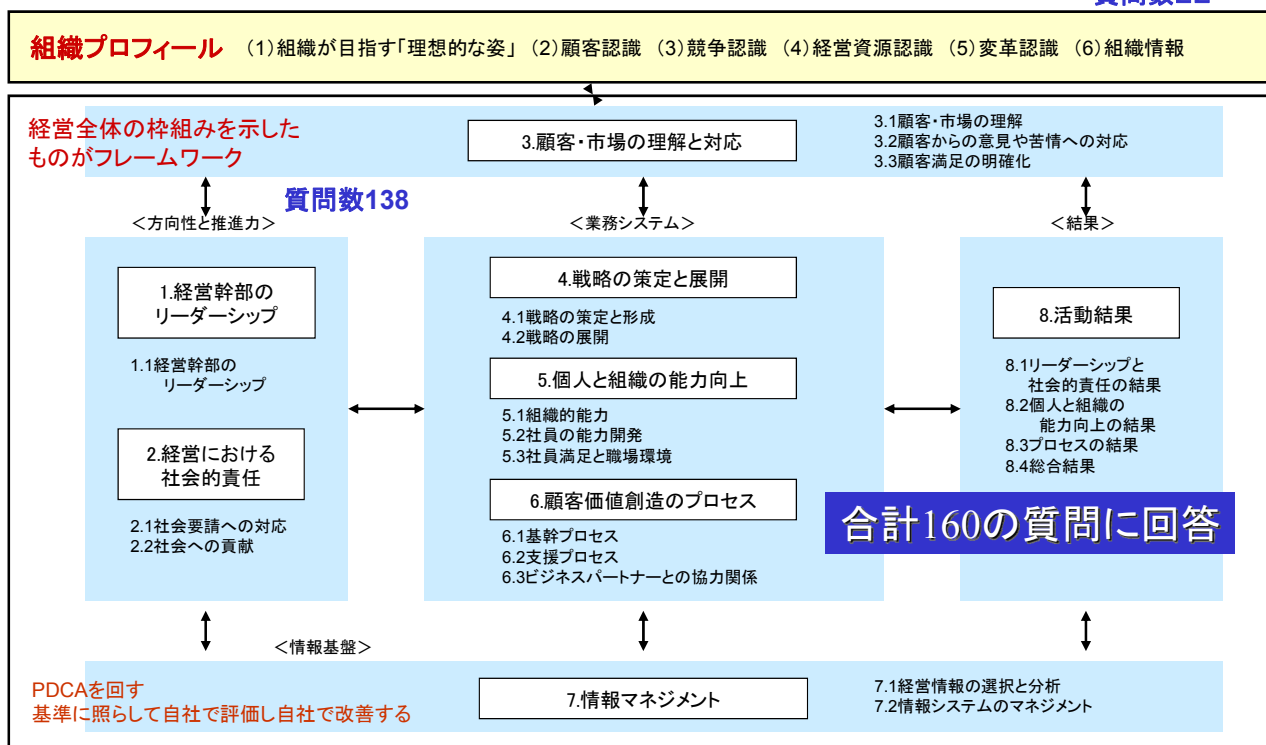 組織プロフィール (1)組織が目指す「理想的な姿」 (2)顧客認識 (3)競争認識 (4)経営資源認識 (5)変革認識 (6)組織情報
経営全体の枠組みを示した
ものがフレームワーク
3.顧客・市場の理解と対応
3.1顧客・市場の理解
3.2顧客からの意見や苦情への対応
3.3顧客満足の明確化
質問数138
＜方向性と推進力＞
＜業務システム＞
＜結果＞
1.経営幹部の
リーダーシップ
1.1経営幹部の
リーダーシップ
2.経営における
社会的責任
2.1社会要請への対応
2.2社会への貢献
4.戦略の策定と展開
4.1戦略の策定と形成
4.2戦略の展開
5.個人と組織の能力向上
5.1組織的能力
5.2社員の能力開発
5.3社員満足と職場環境
6.顧客価値創造のプロセス
6.1基幹プロセス
6.2支援プロセス
6.3ビジネスパートナーとの協力関係
8.活動結果
8.1リーダーシップと
社会的責任の結果
8.2個人と組織の
能力向上の結果
8.3プロセスの結果
8.4総合結果
合計160の質問に回答
＜情報基盤＞
PDCAを回す
基準に照らして自社で評価し自社で改善する
7.情報マネジメント
7.1経営情報の選択と分析
7.2情報システムのマネジメント